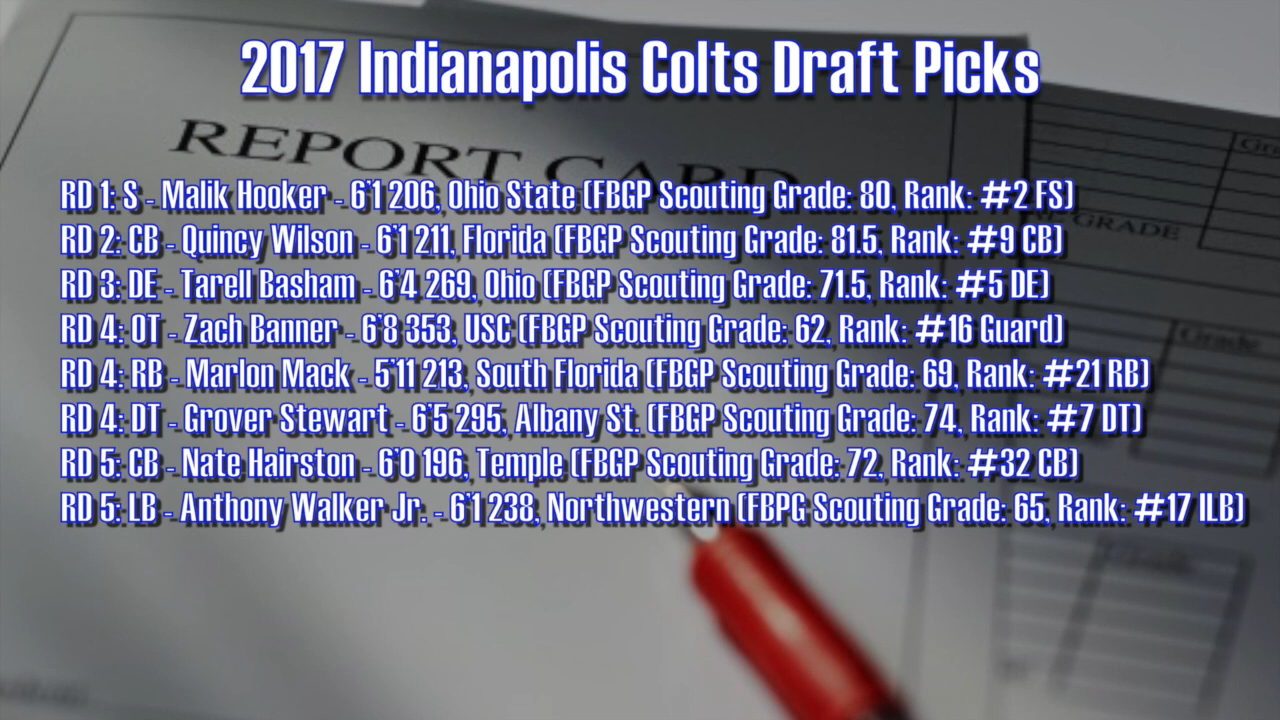 2017 Indianapolis Colts Draft Picks
REPORT CARD
RD 1: S - Malik Hooker - 6'1 206, Ohio State (FBGP Scouting Grade: 80, Rank: #2 FS)
RD 2: CB - Quincy Wilson - 6'1 211, Florida (FBGP Scouting Grade: 81.5, Rank: #9 CB)
RD 3: DE - Tarell Basham - 6'4 269, Ohio (FBGP Scouting Grade: 71.5, Rank: #5 DE)
RD 4: OT - Zach Banner - 6'8 353, USC (FBGP Scouting Grade: 62, Rank: #16 Guard)
RD 4: RB - Marlon Mack - 5'11 213, South Florida (FBGP Scouting Grade: 69, Rank: #21 RB)
RD 4: DT - Grover Stewart - 6'5 295, Albany St. (FBGP Scouting Grade: 74, Rank: #7 DT)
RD 5: CB - Nate Hairston - 6'0 196, Temple (FBGP Scouting Grade: 72, Rank: #32 CB)
RD 5: LB - Anthony Walker Jr. - 6'1 238, Northwestern (FBPG Scouting Grade: 65, Rank: #17 ILB)
GRADE
Grade